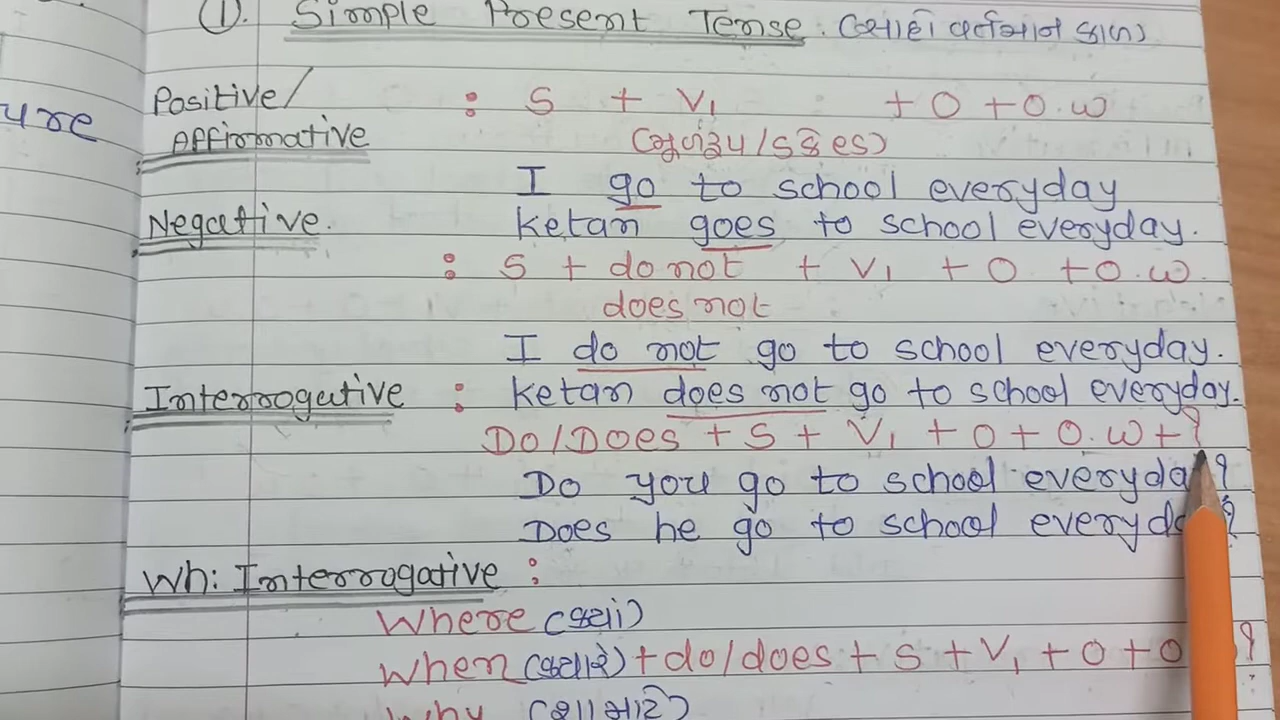 ①. Simple Present Tense. (સાદો વર્તમાન કાળ)
Positive/ : S + V₁ + O + O.W
Affirmative (મૂળરૂપ/ s કે es)
I go to school everyday
Negative. Ketan goes to school everyday.
: S + do not + V₁ + O + O.W.
does not
I do not go to school everyday.
Interrogative : Ketan does not go to school everyday.
Do/Does + S + V₁ + O + O.W + ?
Do you go to school everyday?
Does he go to school everyday?
Wh: Interrogative :
Where (ક્યાં)
When (ક્યારે) + do/does + S + V₁ + O + O ?
Why (શા માટે)